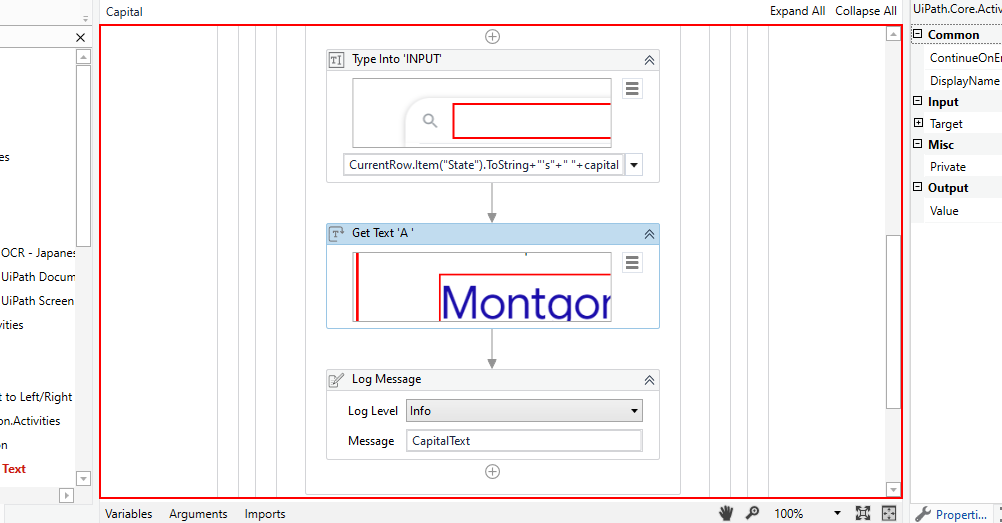 Capital
Expand All
Collapse All
Type Into 'INPUT'
CurrentRow.Item("State").ToString+"'s"+" "+capital
Get Text 'A '
Montgor
Log Message
Log Level
Info
Message
CapitalText
Variables
Arguments
Imports
100%
es
OCR - Japanes
UiPath Docum
UiPath Screen
ivities
t to Left/Right
on.Activities
on
Text
UiPath.Core.Activ
Common
ContinueOnEr
DisplayName
Input
Target
Misc
Private
Output
Value
Properti...